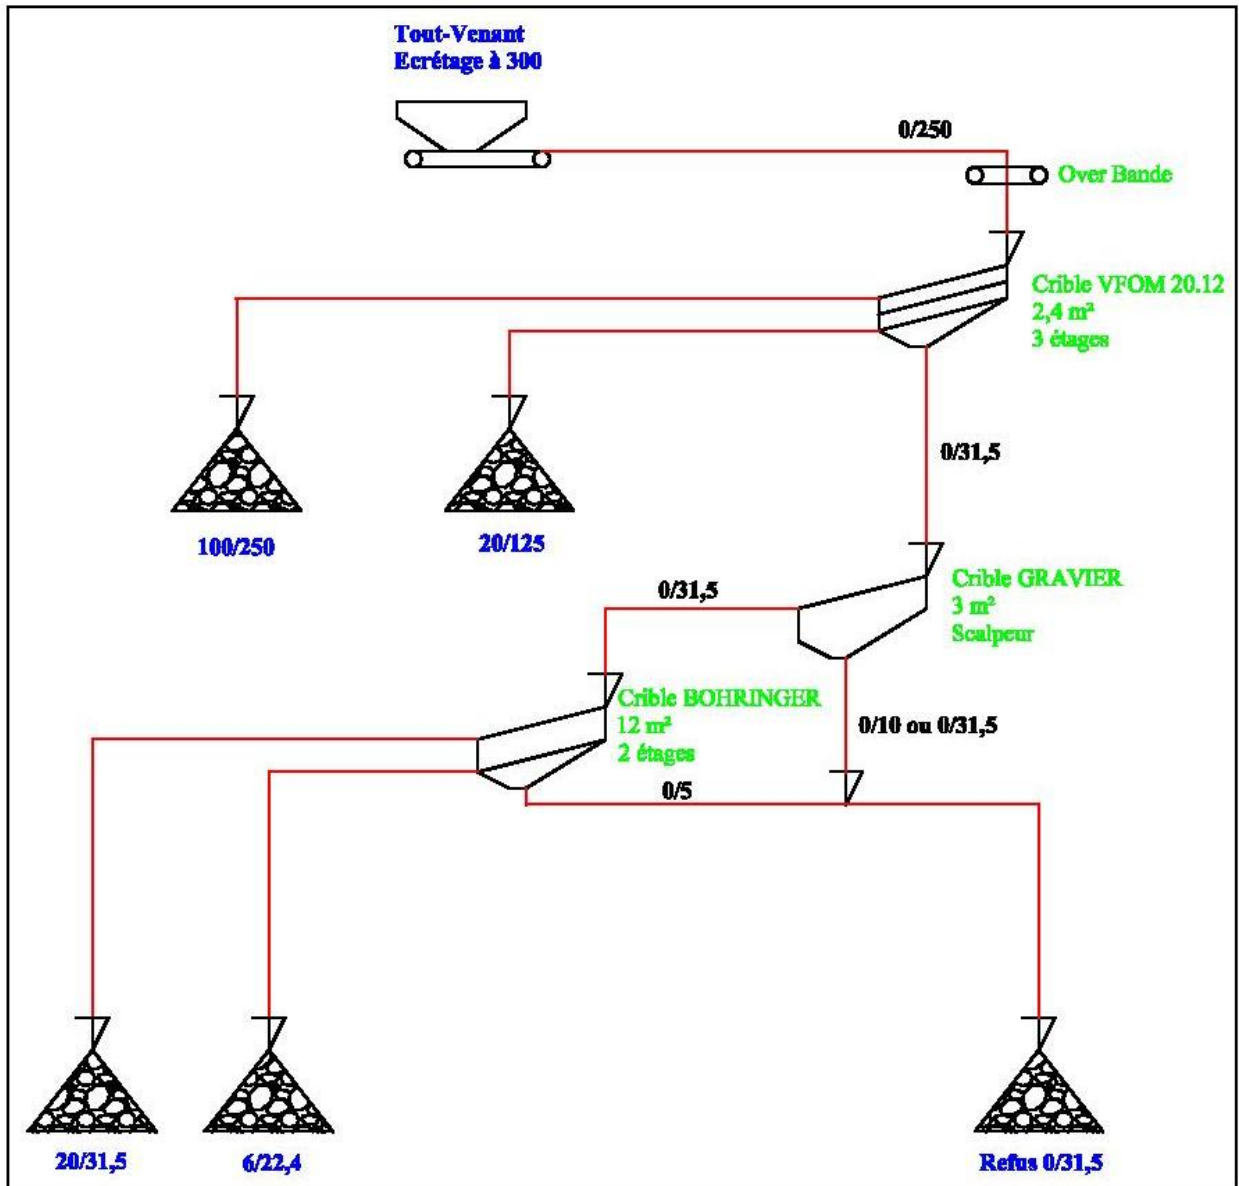 Tout-Venant
Ecrétage à 300
0/250
Over Bande
Crible VFOM 20.12
2,4 m²
3 étages
0/31,5
100/250
20/125
Crible GRAVIER
3 m²
Scalpeur
0/31,5
Crible BOHRINGER
12 m²
2 étages
0/10 ou 0/31,5
0/5
20/31,5
6/22,4
Refus 0/31,5